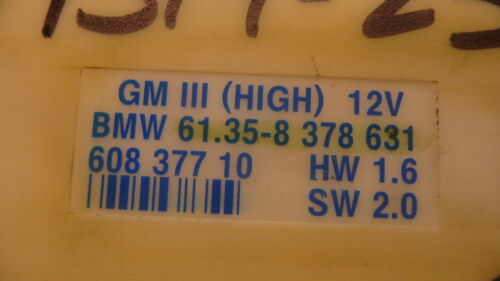 GM III (HIGH) 12V
BMW 61.35-8 378 631
608 377 10 HW 1.6
SW 2.0